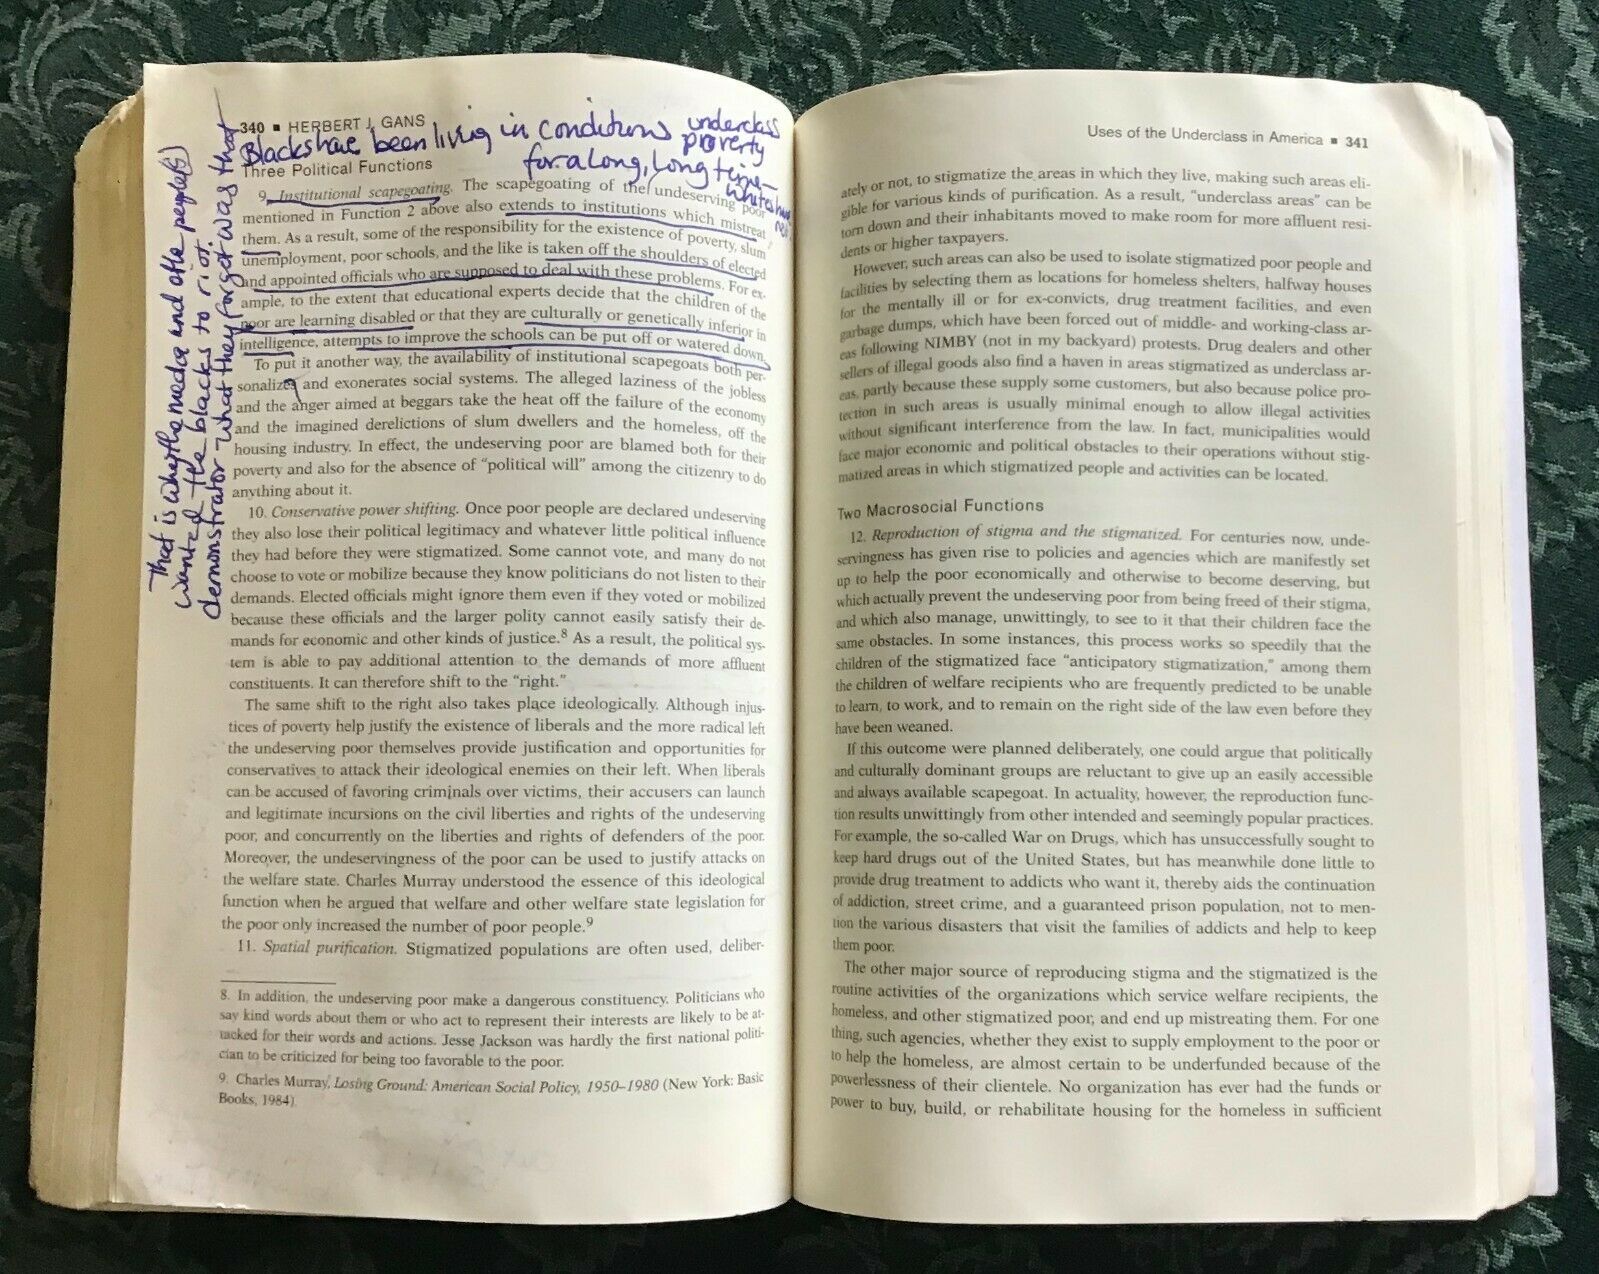 340 ■ HERBERT J. GANS
Blacks have been living in conditions underclass
proverty
for a long, long time—
whites have
not
That is why the media and othe people(s)
wanted the blacks to riot.
demonstrator what they forgot was that
Three Political Functions
9. Institutional scapegoating. The scapegoating of the undeserving poor
mentioned in Function 2 above also extends to institutions which mistreat
them. As a result, some of the responsibility for the existence of poverty, slum
unemployment, poor schools, and the like is taken off the shoulders of elected
and appointed officials who are supposed to deal with these problems. For ex-
ample, to the extent that educational experts decide that the children of the
poor are learning disabled or that they are culturally or genetically inferior in
intelligence, attempts to improve the schools can be put off or watered down.
To put it another way, the availability of institutional scapegoats both per-
sonalizes and exonerates social systems. The alleged laziness of the jobless
and the anger aimed at beggars take the heat off the failure of the economy
and the imagined derelictions of slum dwellers and the homeless, off the
housing industry. In effect, the undeserving poor are blamed both for their
poverty and also for the absence of “political will” among the citizenry to do
anything about it.
10. Conservative power shifting. Once poor people are declared undeserving
they also lose their political legitimacy and whatever little political influence
they had before they were stigmatized. Some cannot vote, and many do not
choose to vote or mobilize because they know politicians do not listen to their
demands. Elected officials might ignore them even if they voted or mobilized
because these officials and the larger polity cannot easily satisfy their de-
mands for economic and other kinds of justice.8 As a result, the political sys-
tem is able to pay additional attention to the demands of more affluent
constituents. It can therefore shift to the “right.”
The same shift to the right also takes place ideologically. Although injus-
tices of poverty help justify the existence of liberals and the more radical left
the undeserving poor themselves provide justification and opportunities for
conservatives to attack their ideological enemies on their left. When liberals
can be accused of favoring criminals over victims, their accusers can launch
and legitimate incursions on the civil liberties and rights of the undeserving
poor, and concurrently on the liberties and rights of defenders of the poor.
Moreover, the undeservingness of the poor can be used to justify attacks on
the welfare state. Charles Murray understood the essence of this ideological
function when he argued that welfare and other welfare state legislation for
the poor only increased the number of poor people.9
11. Spatial purification. Stigmatized populations are often used, deliber-
8. In addition, the undeserving poor make a dangerous constituency. Politicians who
say kind words about them or who act to represent their interests are likely to be at-
tacked for their words and actions. Jesse Jackson was hardly the first national politi-
cian to be criticized for being too favorable to the poor.
9. Charles Murray, Losing Ground: American Social Policy, 1950–1980 (New York: Basic
Books, 1984)
Uses of the Underclass in America ■ 341
ately or not, to stigmatize the areas in which they live, making such areas eli-
gible for various kinds of purification. As a result, “underclass areas” can be
torn down and their inhabitants moved to make room for more affluent resi-
dents or higher taxpayers.
However, such areas can also be used to isolate stigmatized poor people and
facilities by selecting them as locations for homeless shelters, halfway houses
for the mentally ill or for ex-convicts, drug treatment facilities, and even
garbage dumps, which have been forced out of middle- and working-class ar-
eas following NIMBY (not in my backyard) protests. Drug dealers and other
sellers of illegal goods also find a haven in areas stigmatized as underclass ar-
eas, partly because these supply some customers, but also because police pro-
tection in such areas is usually minimal enough to allow illegal activities
without significant interference from the law. In fact, municipalities would
face major economic and political obstacles to their operations without stig-
matized areas in which stigmatized people and activities can be located.
Two Macrosocial Functions
12. Reproduction of stigma and the stigmatized. For centuries now, unde-
servingness has given rise to policies and agencies which are manifestly set
up to help the poor economically and otherwise to become deserving, but
which actually prevent the undeserving poor from being freed of their stigma,
and which also manage, unwittingly, to see to it that their children face the
same obstacles. In some instances, this process works so speedily that the
children of the stigmatized face “anticipatory stigmatization,” among them
the children of welfare recipients who are frequently predicted to be unable
to learn, to work, and to remain on the right side of the law even before they
have been weaned.
If this outcome were planned deliberately, one could argue that politically
and culturally dominant groups are reluctant to give up an easily accessible
and always available scapegoat. In actuality, however, the reproduction func-
tion results unwittingly from other intended and seemingly popular practices.
For example, the so-called War on Drugs, which has unsuccessfully sought to
keep hard drugs out of the United States, but has meanwhile done little to
provide drug treatment to addicts who want it, thereby aids the continuation
of addiction, street crime, and a guaranteed prison population, not to men-
tion the various disasters that visit the families of addicts and help to keep
them poor.
The other major source of reproducing stigma and the stigmatized is the
routine activities of the organizations which service welfare recipients, the
homeless, and other stigmatized poor, and end up mistreating them. For one
thing, such agencies, whether they exist to supply employment to the poor or
to help the homeless, are almost certain to be underfunded because of the
powerlessness of their clientele. No organization has ever had the funds or
power to buy, build, or rehabilitate housing for the homeless in sufficient